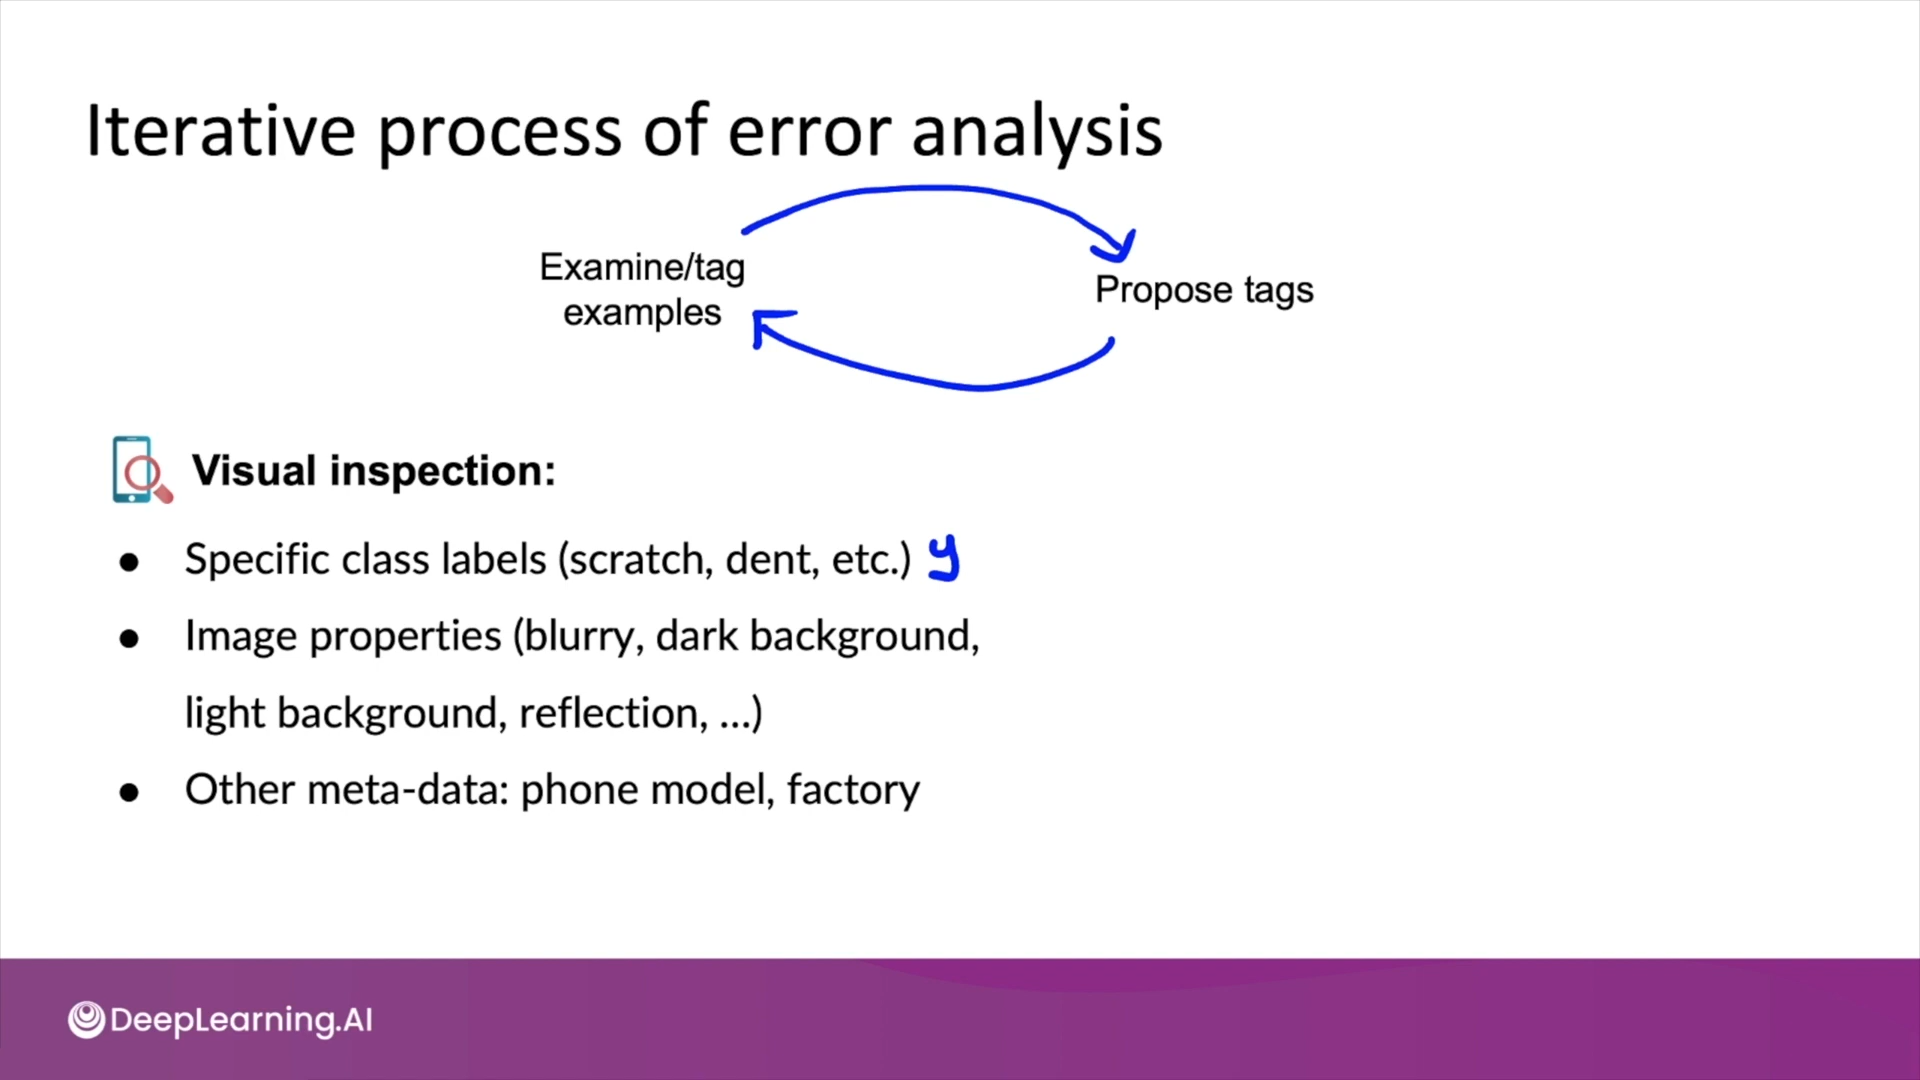 Iterative process of error analysis
Examine/tag
examples
Propose tags
Visual inspection:
● Specific class labels (scratch, dent, etc.) y
● Image properties (blurry, dark background,
light background, reflection, ...)
● Other meta-data: phone model, factory
DeepLearning.AI